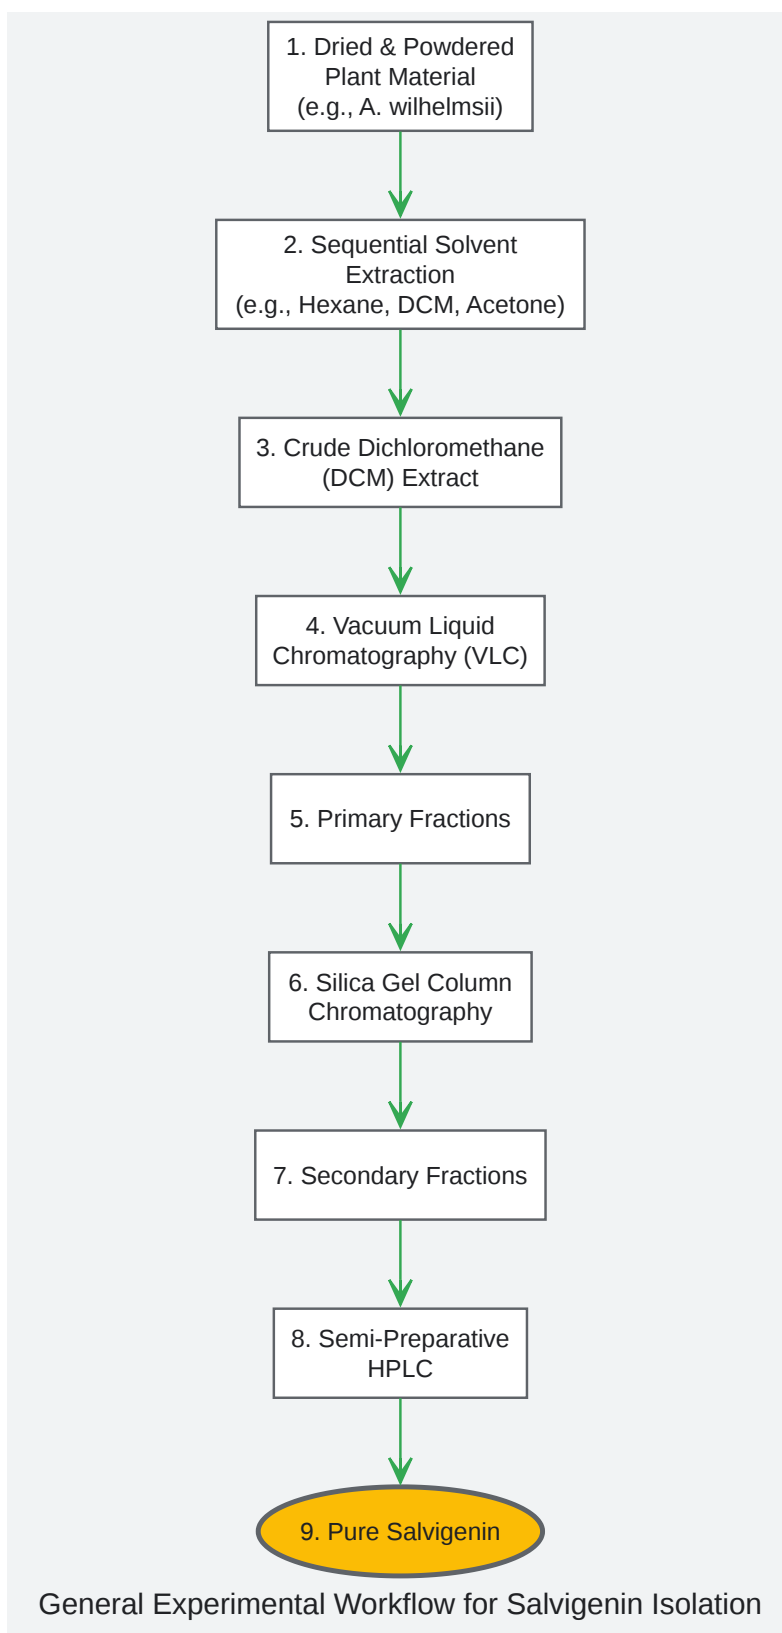 1. Dried & Powdered
Plant Material
(e.g., A. wilhelmsii)
2. Sequential Solvent
Extraction
(e.g., Hexane, DCM, Acetone)
3. Crude Dichloromethane
(DCM) Extract
4. Vacuum Liquid
Chromatography (VLC)
5. Primary Fractions
6. Silica Gel Column
Chromatography
7. Secondary Fractions
8. Semi-Preparative
HPLC
9. Pure Salvigenin
General Experimental Workflow for Salvigenin Isolation